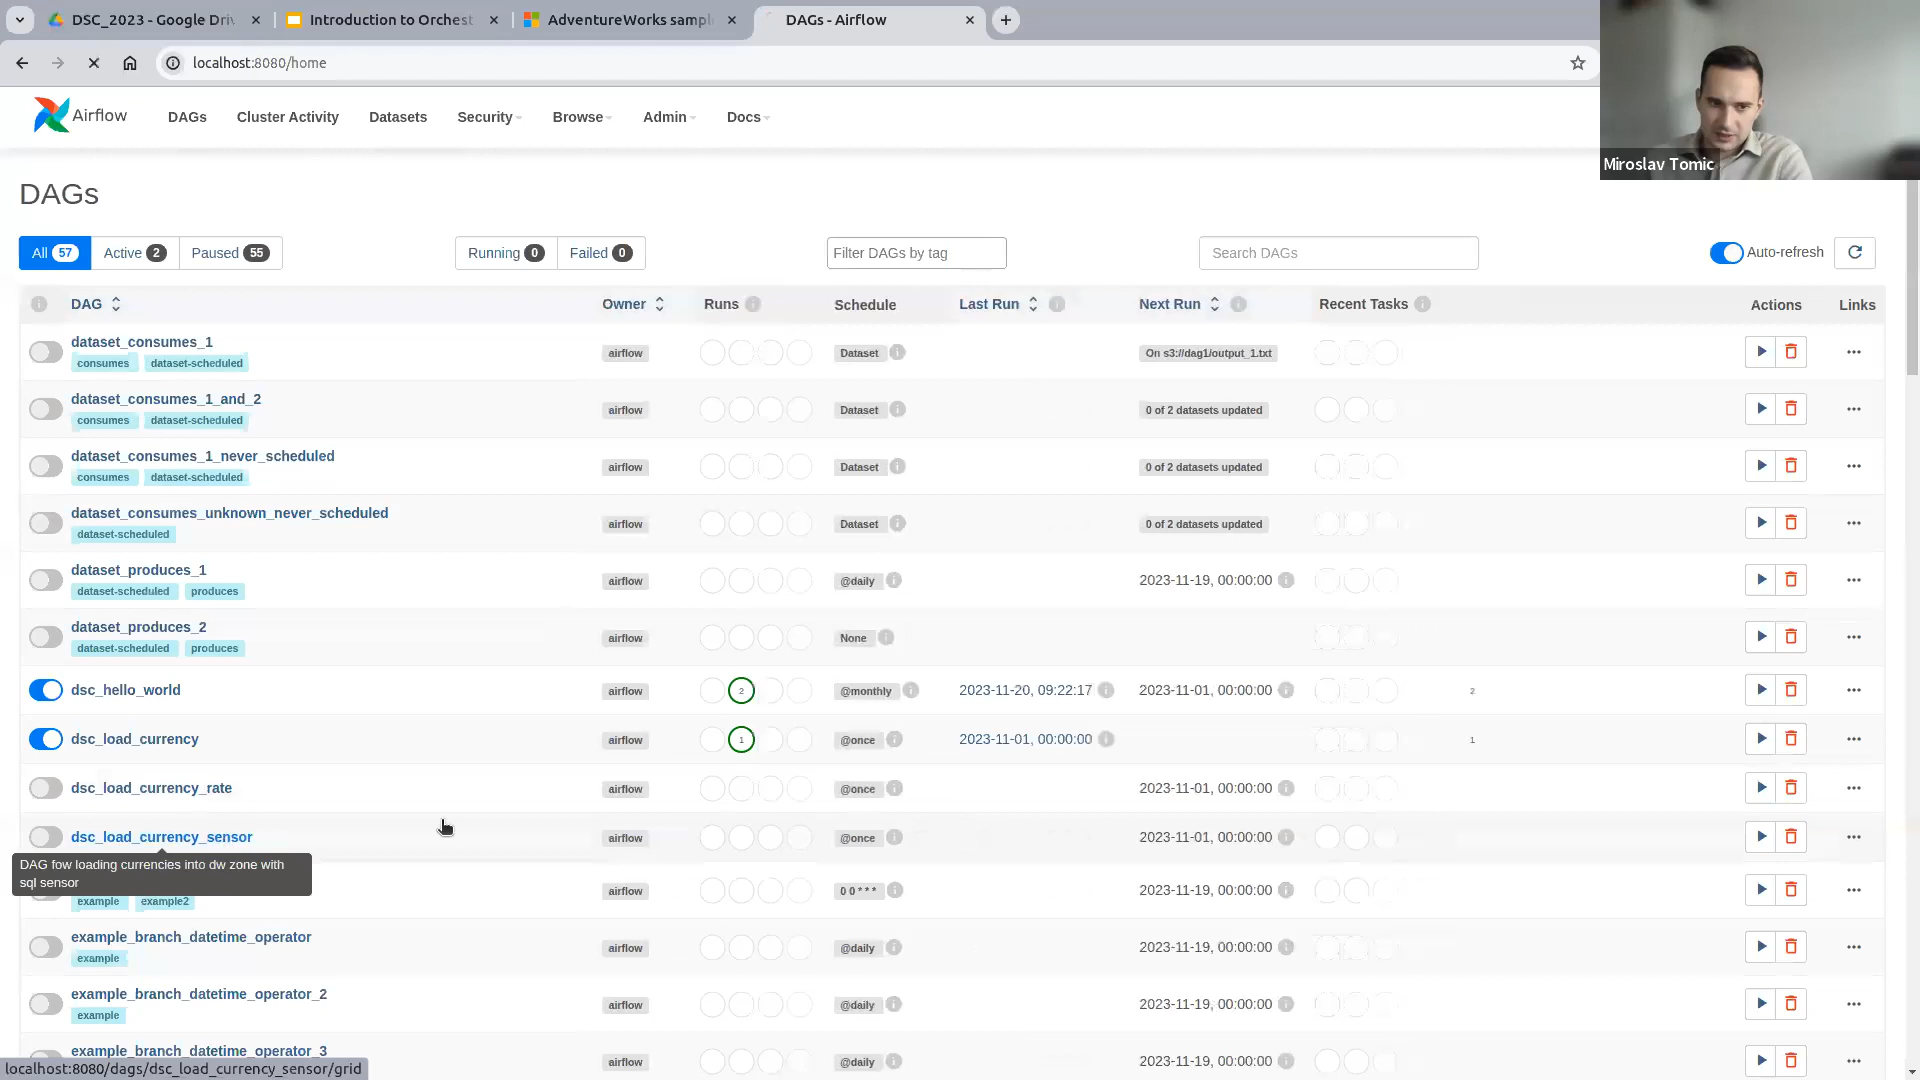 DSC_2023 - Google Driv
Introduction to Orchest
AdventureWorks sampl
DAGs - Airflow
localhost:8080/home
Miroslav Tomic
Airflow
DAGs
Cluster Activity
Datasets
Security
Browse
Admin
Docs
DAGs
All 57
Active 2
Paused 55
Running 0
Failed 0
Filter DAGs by tag
Search DAGs
Auto-refresh
DAG Owner Runs Schedule Last Run Next Run Recent Tasks Actions Links
dataset_consumes_1
consumes dataset-scheduled
airflow Dataset On s3://dag1/output_1.txt
dataset_consumes_1_and_2
consumes dataset-scheduled
airflow Dataset 0 of 2 datasets updated
dataset_consumes_1_never_scheduled
consumes dataset-scheduled
airflow Dataset 0 of 2 datasets updated
dataset_consumes_unknown_never_scheduled
dataset-scheduled
airflow Dataset 0 of 2 datasets updated
dataset_produces_1
dataset-scheduled produces
airflow @daily 2023-11-19, 00:00:00
dataset_produces_2
dataset-scheduled produces
airflow None
dsc_hello_world airflow 2 @monthly 2023-11-20, 09:22:17 2023-11-01, 00:00:00 2
dsc_load_currency airflow 1 @once 2023-11-01, 00:00:00 1
dsc_load_currency_rate airflow @once 2023-11-01, 00:00:00
dsc_load_currency_sensor airflow @once 2023-11-01, 00:00:00
DAG fow loading currencies into dw zone with
sql sensor
example example2
airflow 0 0 * * * 2023-11-19, 00:00:00
example_branch_datetime_operator
example
airflow @daily 2023-11-19, 00:00:00
example_branch_datetime_operator_2
example
airflow @daily 2023-11-19, 00:00:00
example_branch_datetime_operator_3
airflow @daily 2023-11-19, 00:00:00
localhost:8080/dags/dsc_load_currency_sensor/grid